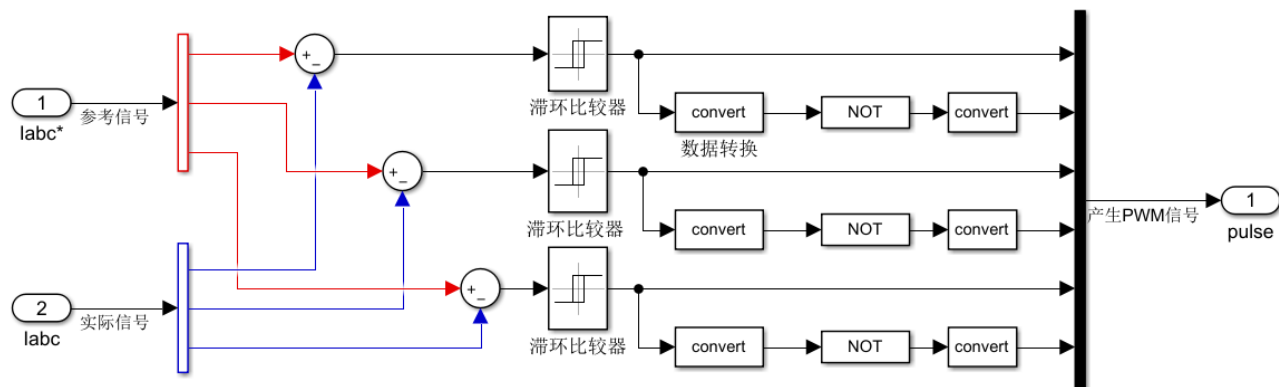 1
参考信号
Iabc*
+
−
滞环比较器
convert
NOT
convert
数据转换
+
−
滞环比较器
convert
NOT
convert
产生PWM信号
1
pulse
2
实际信号
Iabc
+
−
滞环比较器
convert
NOT
convert